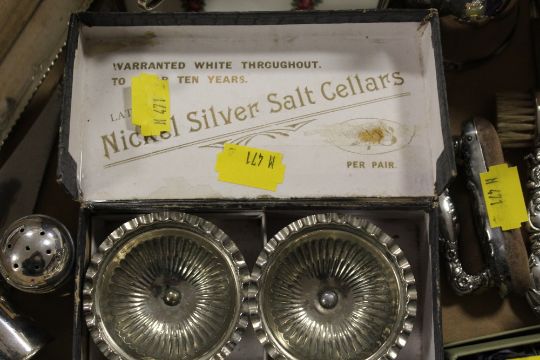 WARRANTED WHITE THROUGHOUT.
TO TEN YEARS.
Nickel Silver Salt Cellars
PER PAIR.
M 471
M 471
M 471